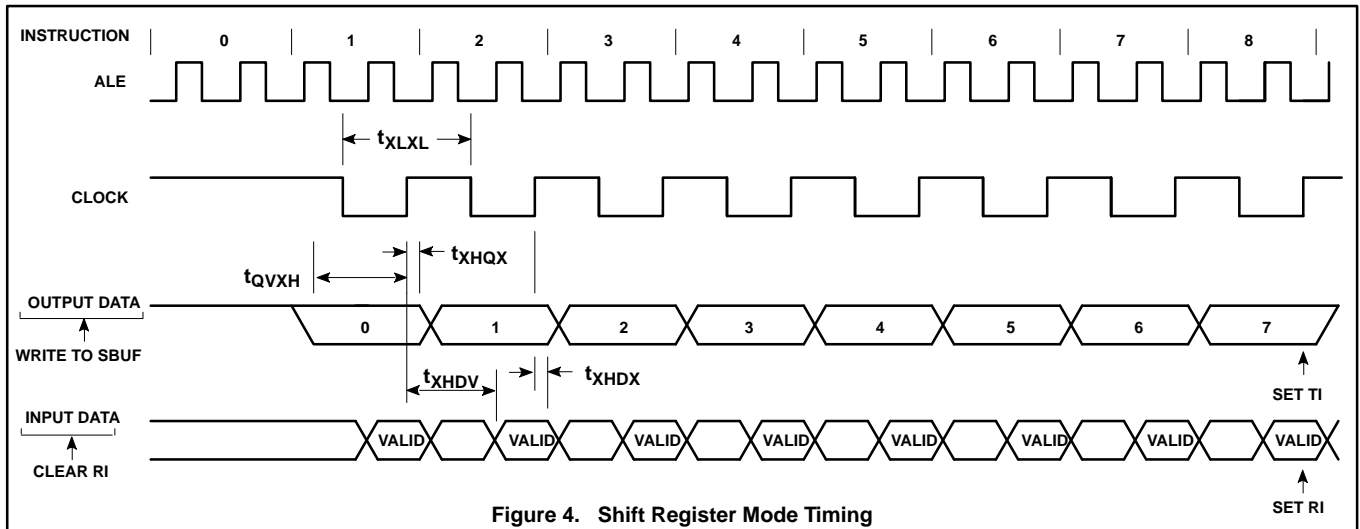 INSTRUCTION 0 1 2 3 4 5 6 7 8
ALE
tXLXL
CLOCK
tXHQX
tQVXH
OUTPUT DATA
0 1 2 3 4 5 6 7
WRITE TO SBUF
tXHDV
tXHDX
SET TI
INPUT DATA
VALID VALID VALID VALID VALID VALID VALID VALID
CLEAR RI
SET RI
Figure 4. Shift Register Mode Timing